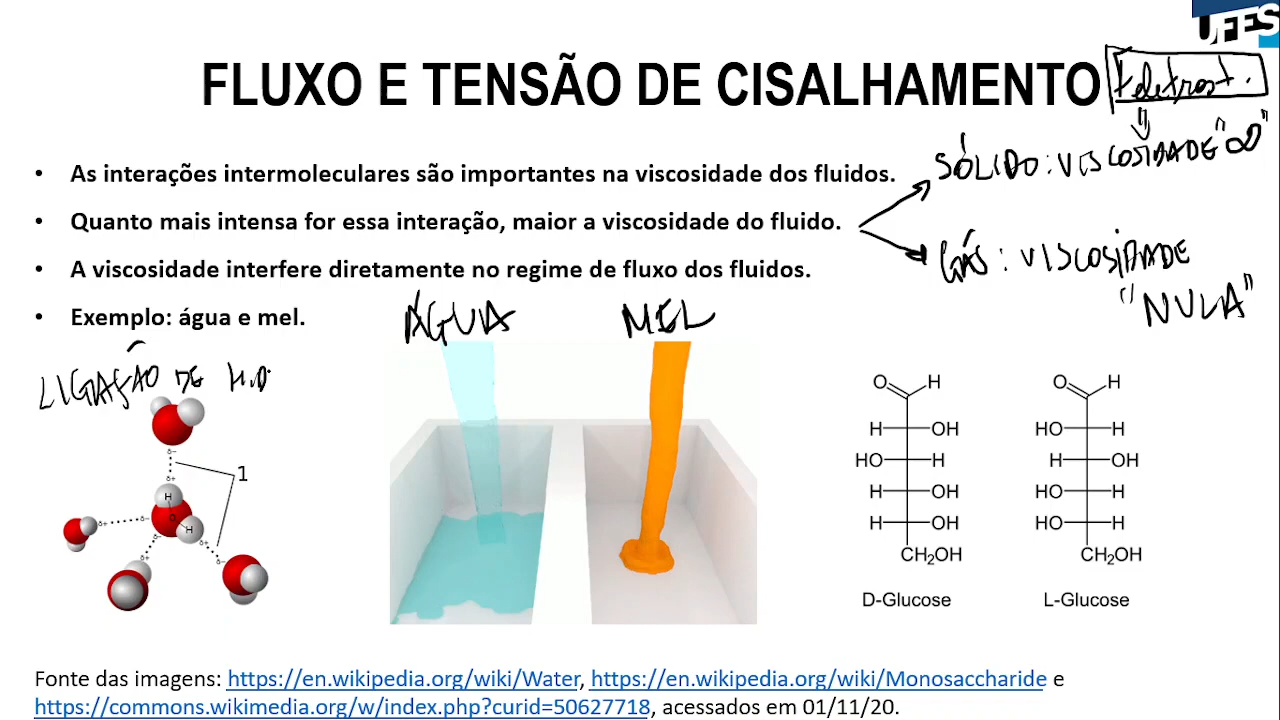 UFES
FLUXO E TENSÃO DE CISALHAMENTO
• As interações intermoleculares são importantes na viscosidade dos fluidos.
• Quanto mais intensa for essa interação, maior a viscosidade do fluido.
• A viscosidade interfere diretamente no regime de fluxo dos fluidos.
• Exemplo: água e mel.
SÓLIDO: VISCOSIDADE "∞"
GÁS: VISCOSIDADE
"NULA"
ÁGUA
MEL
LIGAÇÃO DE H.
1
δ− δ+ H O H δ− δ+ δ− δ+ δ+ δ−
O H
H OH
HO H
H OH
H OH
CH₂OH
D-Glucose
O H
HO H
H OH
HO H
HO H
CH₂OH
L-Glucose
Fonte das imagens: https://en.wikipedia.org/wiki/Water, https://en.wikipedia.org/wiki/Monosaccharide e
https://commons.wikimedia.org/w/index.php?curid=50627718, acessados em 01/11/20.